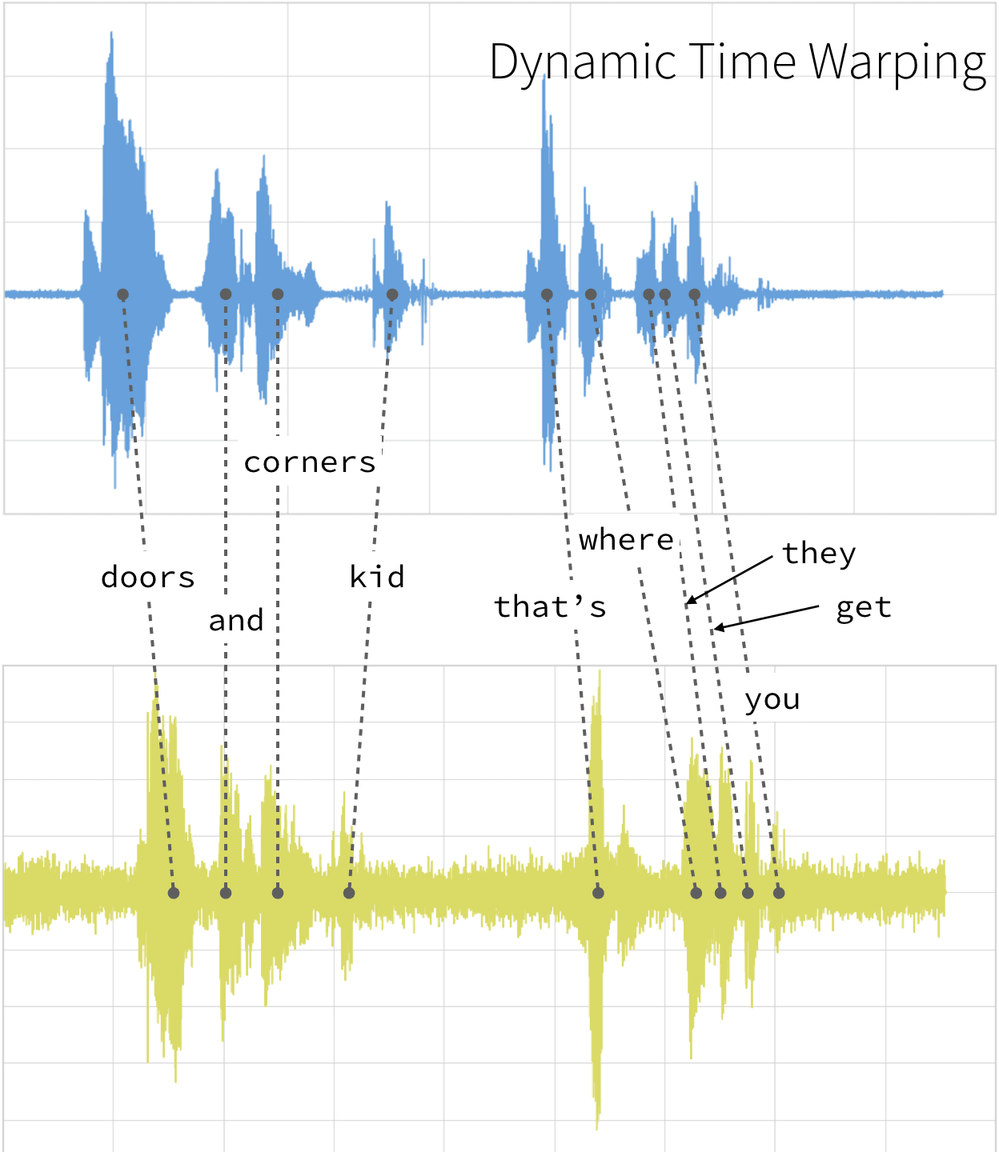 Dynamic Time Warping
corners
where
they
doors
kid
that’s
get
and
you